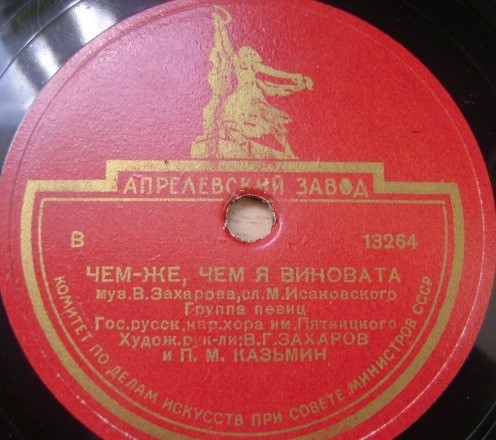 АПРЕЛЕВСКИЙ ЗАВОД
В 13264
ЧЕМ-ЖЕ, ЧЕМ Я ВИНОВАТА
муз.В.Захарова,сл.М.Исаковского
Группа певиц
Гос.русск.нар.хора им.Пятницкого
Худож.рук-ли:В.Г.ЗАХАРОВ
и П.М.КАЗЬМИН
КОМИТЕТ ПО ДЕЛАМ ИСКУССТВ ПРИ СОВЕТЕ МИНИСТРОВ СССР